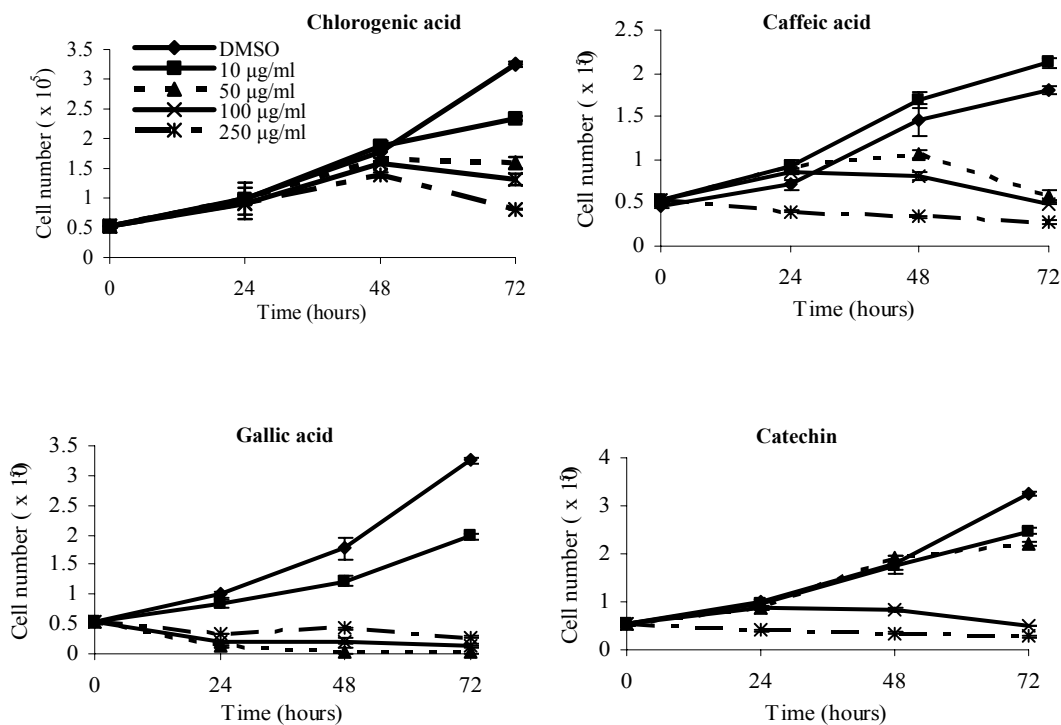 Chlorogenic acid
Cell number ( x 10⁵)
3.5
3
2.5
2
1.5
1
0.5
0
DMSO
10 µg/ml
50 µg/ml
100 µg/ml
250 µg/ml
0 24 48 72
Time (hours)
Caffeic acid
Cell number ( x 10⁵)
2.5
2
1.5
1
0.5
0
0 24 48 72
Time (hours)
Gallic acid
Cell number ( x 10⁵)
3.5
3
2.5
2
1.5
1
0.5
0
0 24 48 72
Time (hours)
Catechin
Cell number ( x 10⁵)
4
3
2
1
0
0 24 48 72
Time (hours)